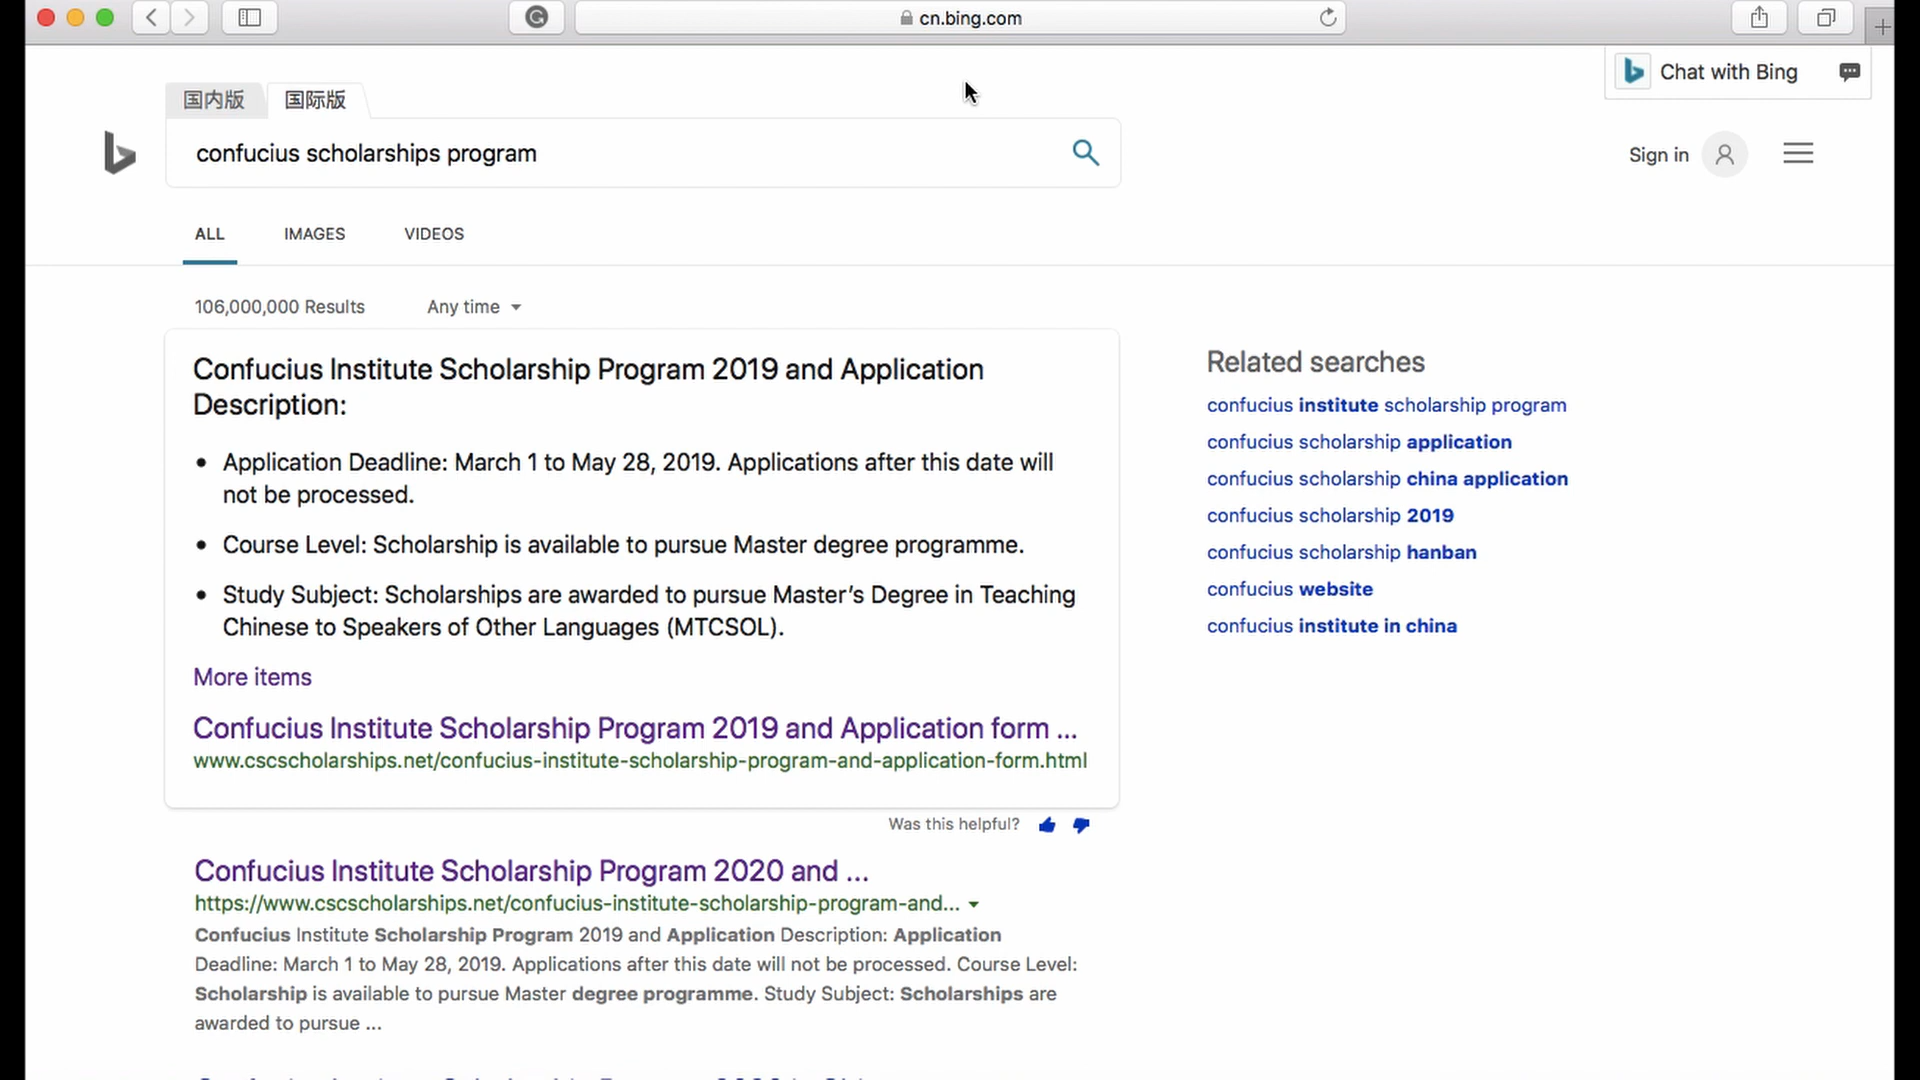 cn.bing.com
Chat with Bing
国内版 国际版
confucius scholarships program
Sign in
ALL IMAGES VIDEOS
106,000,000 Results Any time
Confucius Institute Scholarship Program 2019 and Application
Description:
• Application Deadline: March 1 to May 28, 2019. Applications after this date will
not be processed.
• Course Level: Scholarship is available to pursue Master degree programme.
• Study Subject: Scholarships are awarded to pursue Master’s Degree in Teaching
Chinese to Speakers of Other Languages (MTCSOL).
More items
Confucius Institute Scholarship Program 2019 and Application form ...
www.cscscholarships.net/confucius-institute-scholarship-program-and-application-form.html
Was this helpful?
Confucius Institute Scholarship Program 2020 and ...
https://www.cscscholarships.net/confucius-institute-scholarship-program-and...
Confucius Institute Scholarship Program 2019 and Application Description: Application
Deadline: March 1 to May 28, 2019. Applications after this date will not be processed. Course Level:
Scholarship is available to pursue Master degree programme. Study Subject: Scholarships are
awarded to pursue ...
Related searches
confucius institute scholarship program
confucius scholarship application
confucius scholarship china application
confucius scholarship 2019
confucius scholarship hanban
confucius website
confucius institute in china